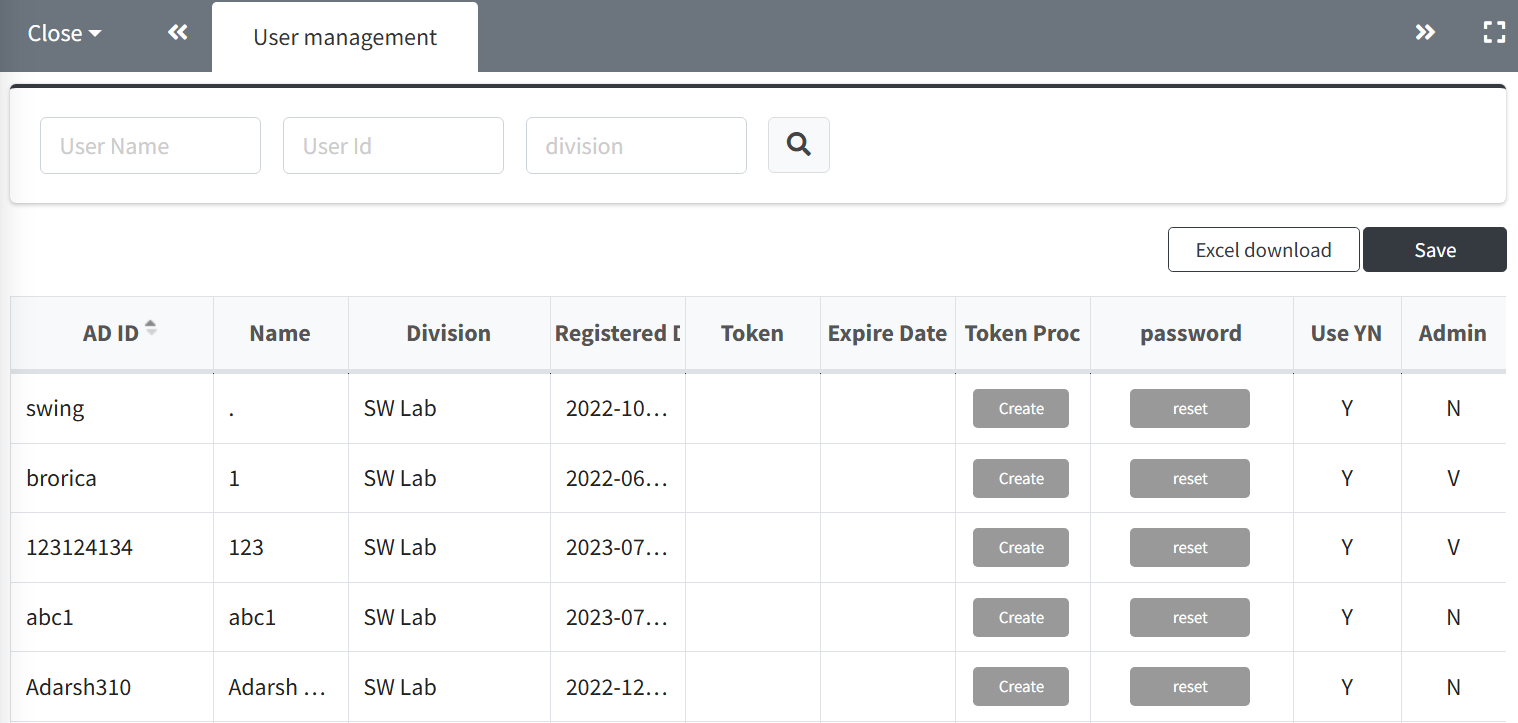 Close
User management
User Name
User Id
division
Excel download
Save
AD ID Name Division Registered D Token Expire Date Token Proc password Use YN Admin
swing . SW Lab 2022-10... Create reset Y N
brorica 1 SW Lab 2022-06... Create reset Y V
123124134 123 SW Lab 2023-07... Create reset Y V
abc1 abc1 SW Lab 2023-07... Create reset Y N
Adarsh310 Adarsh ... SW Lab 2022-12... Create reset Y N